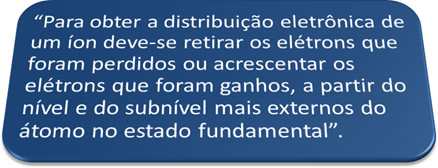 “Para obter a distribuição eletrônica de
um íon deve-se retirar os elétrons que
foram perdidos ou acrescentar os
elétrons que foram ganhos, a partir do
nível e do subnível mais externos do
átomo no estado fundamental”.